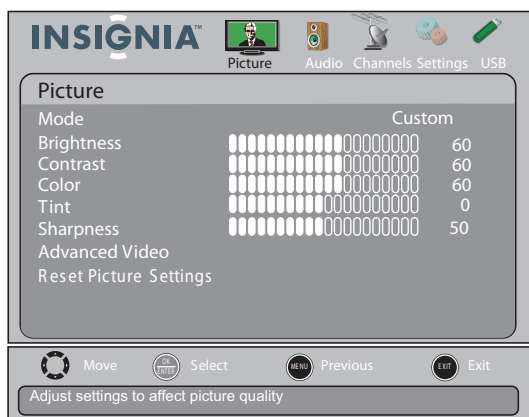 INSIGNIA™
Picture Audio Channels Settings USB
Picture
Mode Custom
Brightness 60
Contrast 60
Color 60
Tint 0
Sharpness 50
Advanced Video
Reset Picture Settings
Move OK ENTER Select MENU Previous EXIT Exit
Adjust settings to affect picture quality